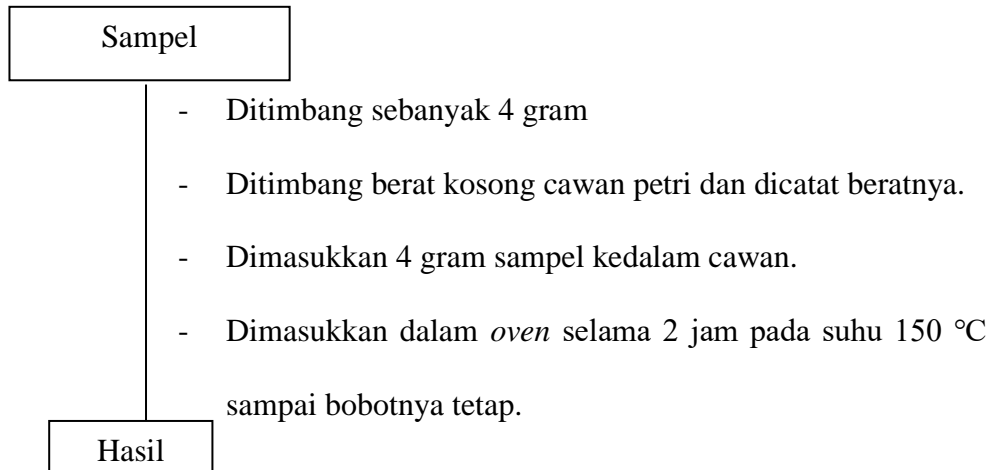 Sampel
- Ditimbang sebanyak 4 gram
- Ditimbang berat kosong cawan petri dan dicatat beratnya.
- Dimasukkan 4 gram sampel kedalam cawan.
- Dimasukkan dalam oven selama 2 jam pada suhu 150 °C
sampai bobotnya tetap.
Hasil